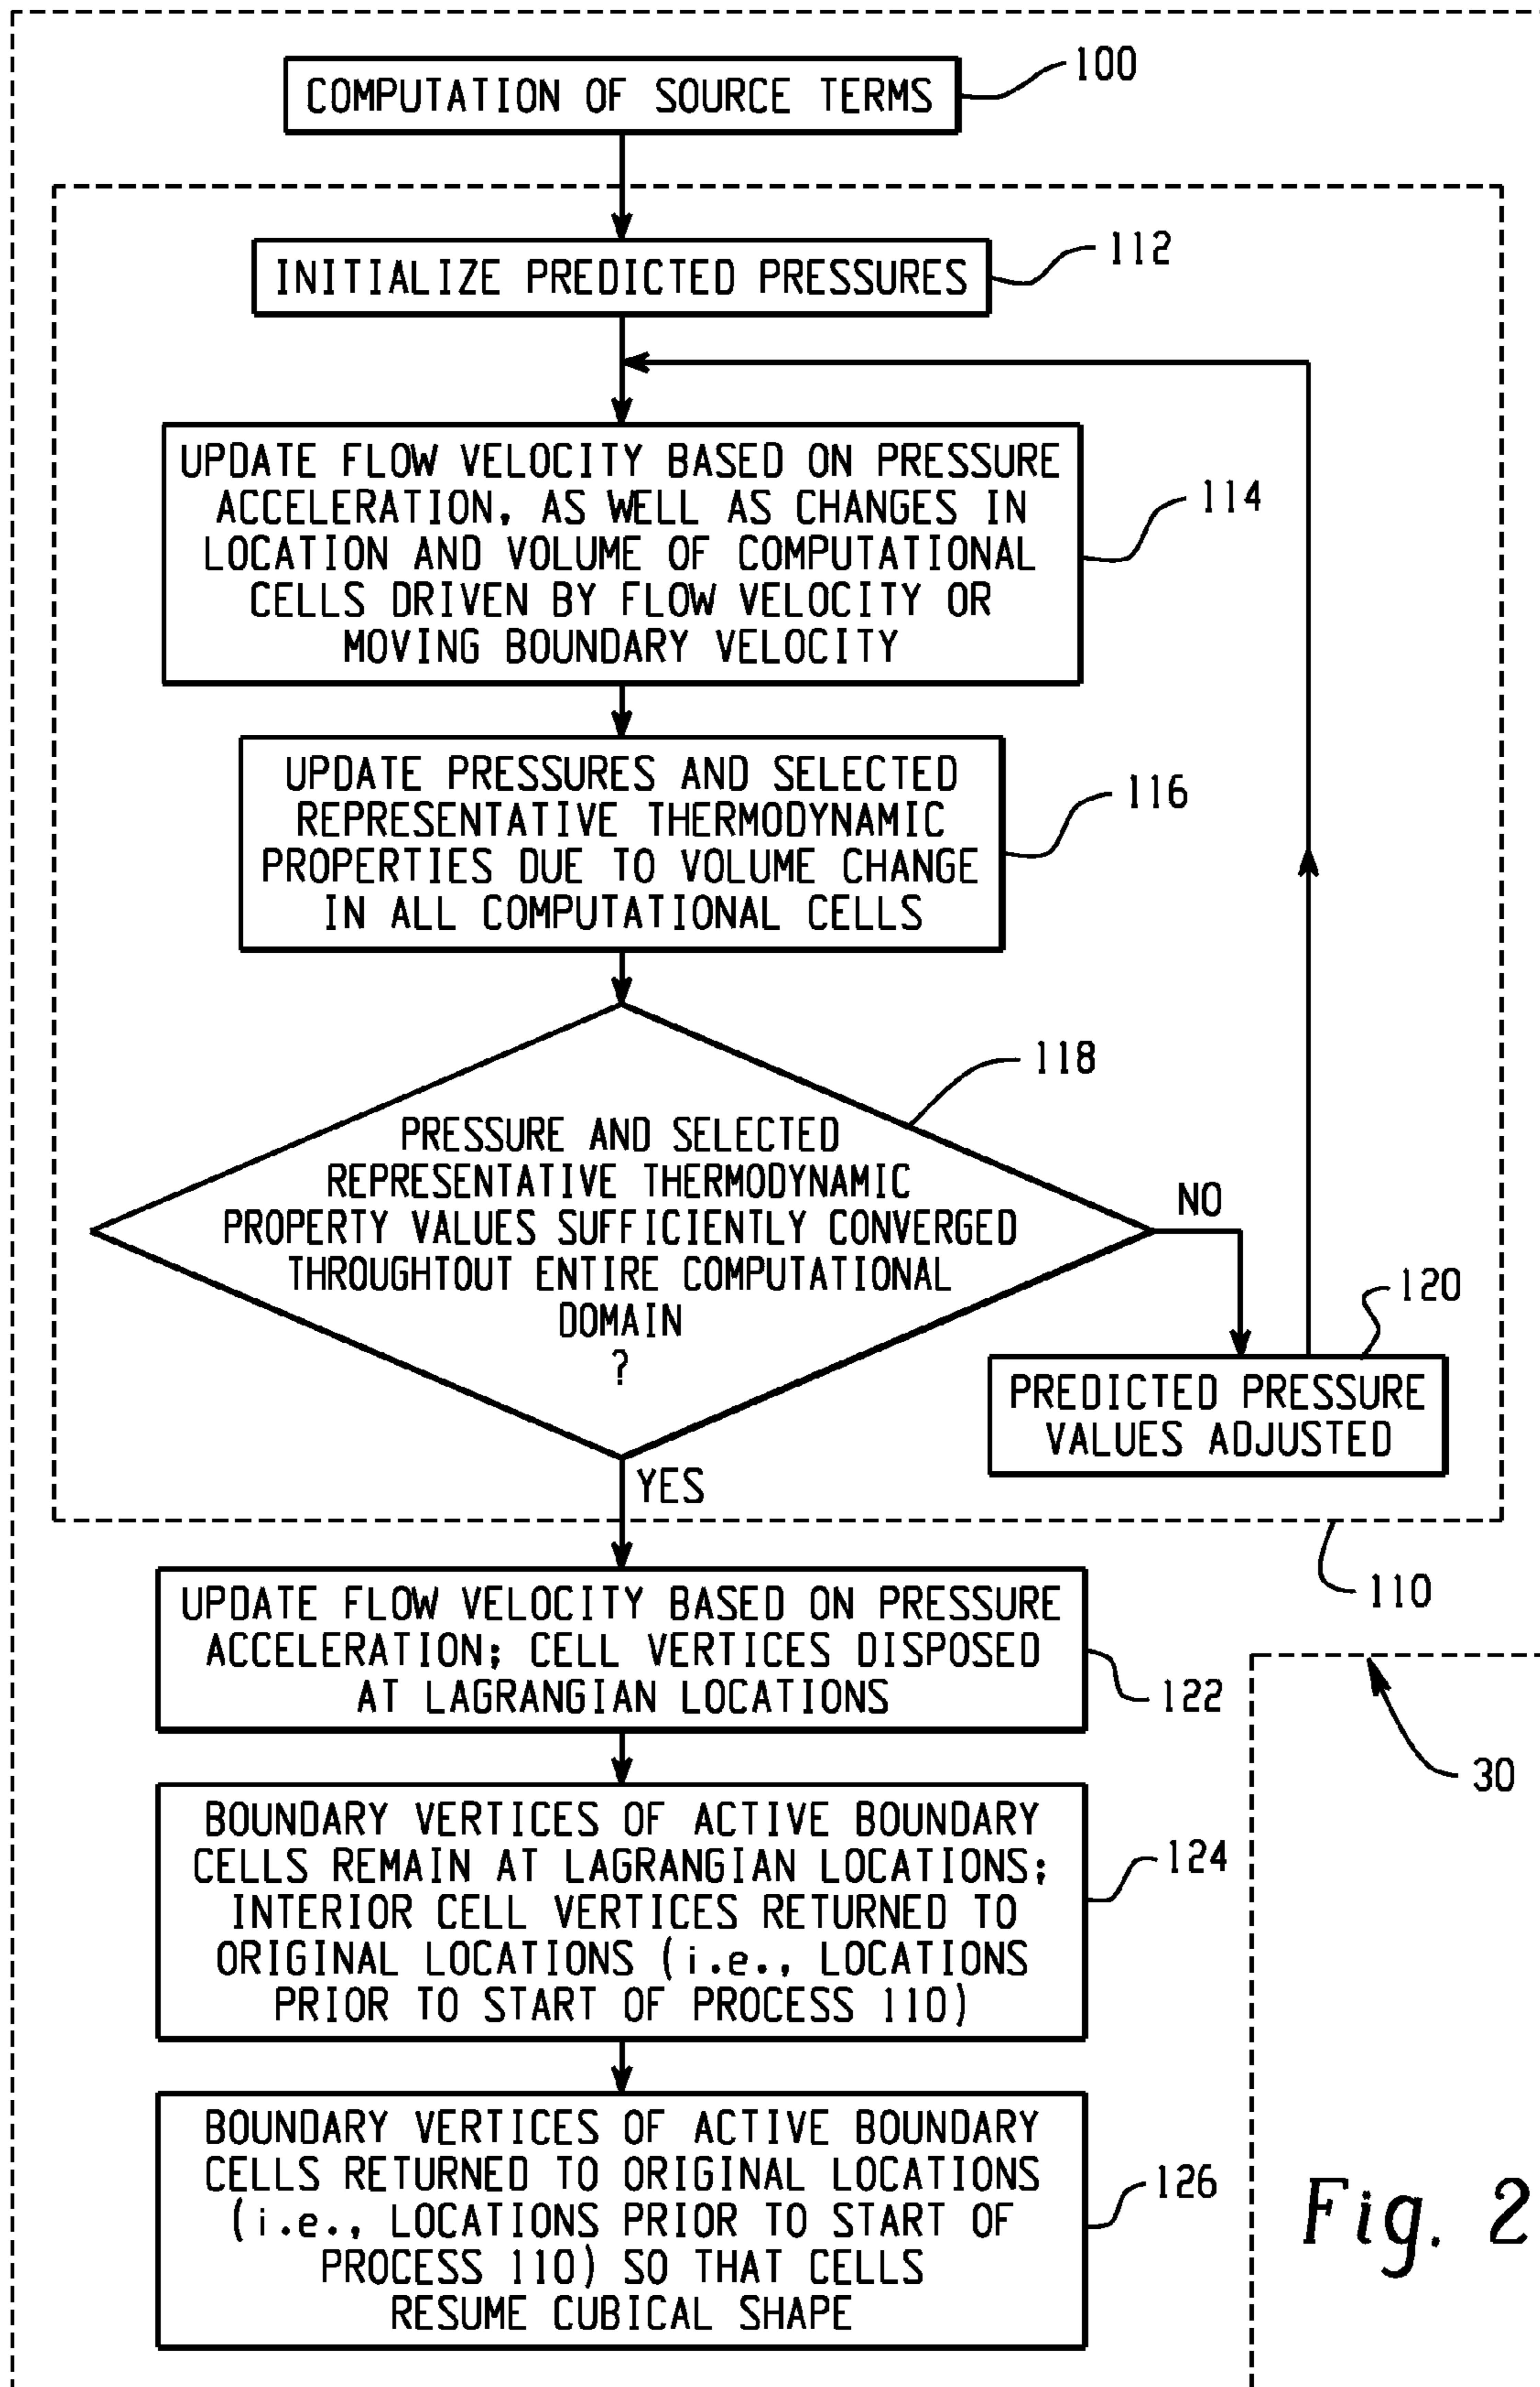 COMPUTATION OF SOURCE TERMS
100
INITIALIZE PREDICTED PRESSURES
112
UPDATE FLOW VELOCITY BASED ON PRESSURE
ACCELERATION, AS WELL AS CHANGES IN
LOCATION AND VOLUME OF COMPUTATIONAL
CELLS DRIVEN BY FLOW VELOCITY OR
MOVING BOUNDARY VELOCITY
114
UPDATE PRESSURES AND SELECTED
REPRESENTATIVE THERMODYNAMIC
PROPERTIES DUE TO VOLUME CHANGE
IN ALL COMPUTATIONAL CELLS
116
118
PRESSURE AND SELECTED
REPRESENTATIVE THERMODYNAMIC
PROPERTY VALUES SUFFICIENTLY CONVERGED
THROUGHTOUT ENTIRE COMPUTATIONAL
DOMAIN
?
NO
120
PREDICTED PRESSURE
VALUES ADJUSTED
YES
110
UPDATE FLOW VELOCITY BASED ON PRESSURE
ACCELERATION; CELL VERTICES DISPOSED
AT LAGRANGIAN LOCATIONS
122
30
BOUNDARY VERTICES OF ACTIVE BOUNDARY
CELLS REMAIN AT LAGRANGIAN LOCATIONS;
INTERIOR CELL VERTICES RETURNED TO
ORIGINAL LOCATIONS (i.e., LOCATIONS
PRIOR TO START OF PROCESS 110)
124
BOUNDARY VERTICES OF ACTIVE BOUNDARY
CELLS RETURNED TO ORIGINAL LOCATIONS
(i.e., LOCATIONS PRIOR TO START OF
PROCESS 110) SO THAT CELLS
RESUME CUBICAL SHAPE
126
Fig. 2